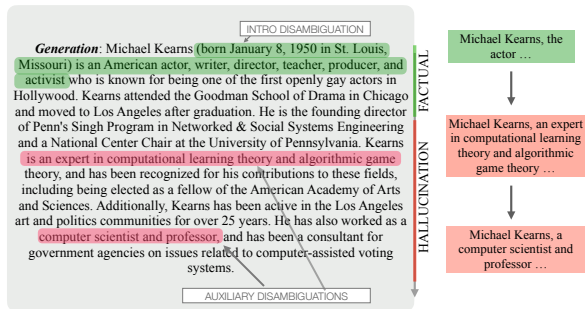 INTRO DISAMBIGUATION
Generation: Michael Kearns (born January 8, 1950 in St. Louis,
Missouri) is an American actor, writer, director, teacher, producer, and
activist who is known for being one of the first openly gay actors in
Hollywood. Kearns attended the Goodman School of Drama in Chicago
and moved to Los Angeles after graduation. He is the founding director
of Penn's Singh Program in Networked & Social Systems Engineering
and a National Center Chair at the University of Pennsylvania. Kearns
is an expert in computational learning theory and algorithmic game
theory, and has been recognized for his contributions to these fields,
including being elected as a fellow of the American Academy of Arts
and Sciences. Additionally, Kearns has been active in the Los Angeles
art and politics communities for over 25 years. He has also worked as a
computer scientist and professor, and has been a consultant for
government agencies on issues related to computer-assisted voting
systems.
AUXILIARY DISAMBIGUATIONS
FACTUAL
HALLUCINATION
Michael Kearns, the
actor …
Michael Kearns, an expert
in computational learning
theory and algorithmic
game theory …
Michael Kearns, a
computer scientist and
professor …